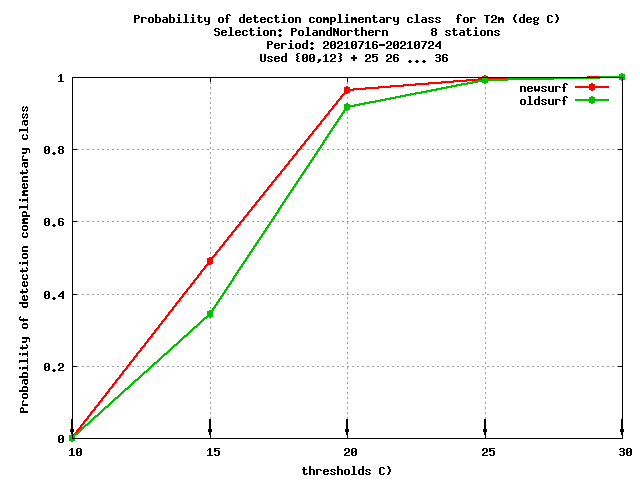 Probability of detection complimentary class  for T2m (deg C)
Selection: PolandNorthern      8 stations
Period: 20210716-20210724
Used {00,12} + 25 26 ... 36
newsurf
oldsurf
Probability of detection complimentary class
1
0.8
0.6
0.4
0.2
0
10 15 20 25 30
thresholds C)